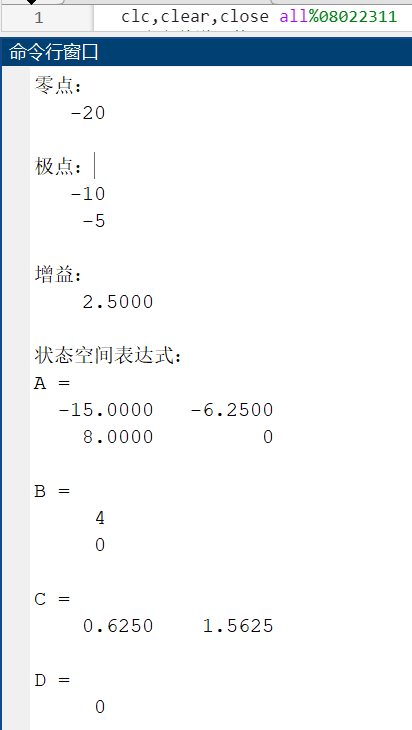 1 clc,clear,close all%08022311
命令行窗口
零点:
-20
极点:
-10
-5
增益:
2.5000
状态空间表达式:
A =
-15.0000 -6.2500
8.0000 0
B =
4
0
C =
0.6250 1.5625
D =
0